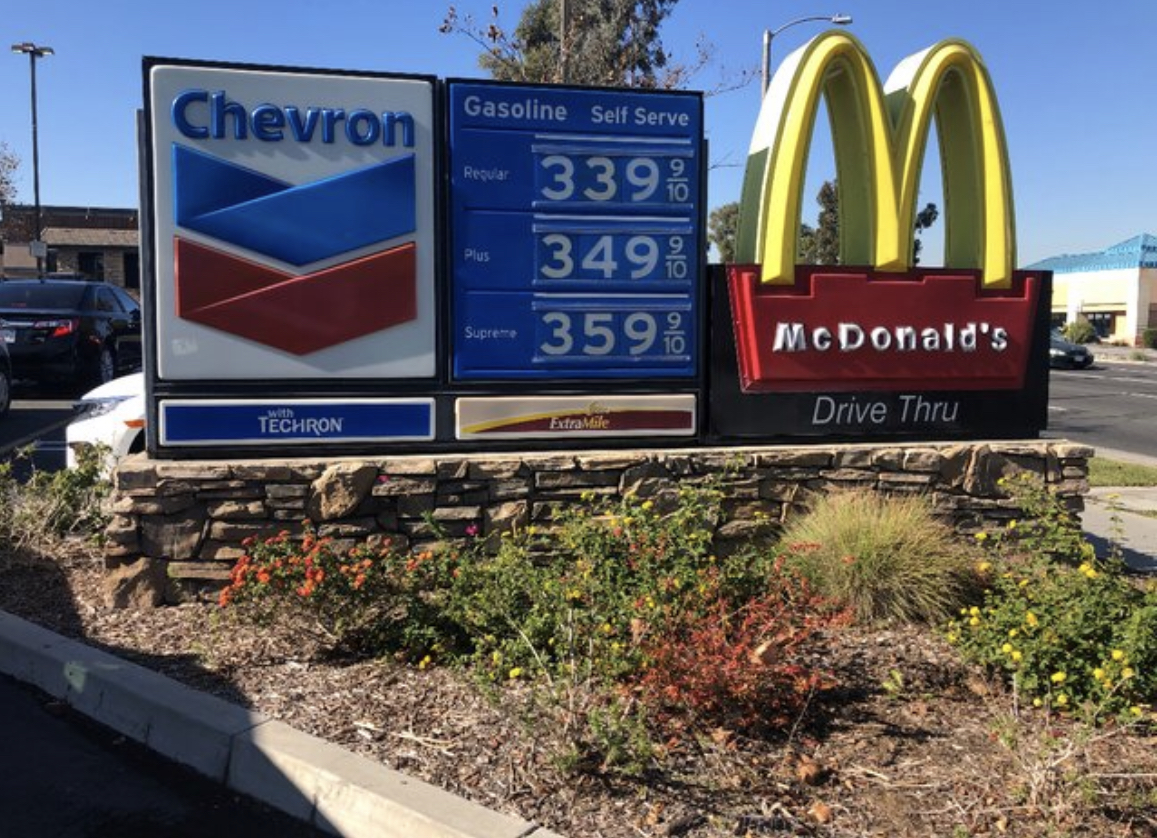 Chevron
with
TECHRON
Gasoline Self Serve
Regular 339 9/10
Plus 349 9/10
Supreme 359 9/10
ExtraMile
McDonald's
Drive Thru